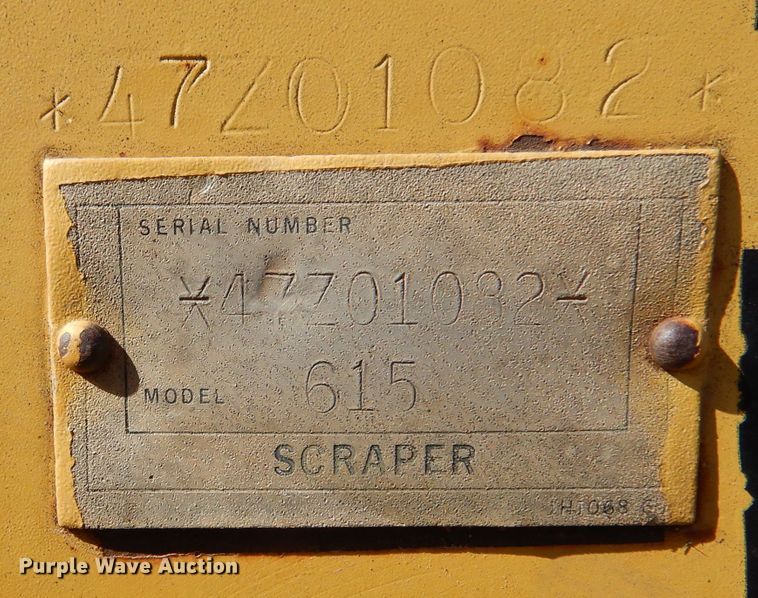 *47Z01082*
SERIAL NUMBER
*47Z01082*
MODEL 615
SCRAPER
Purple Wave Auction